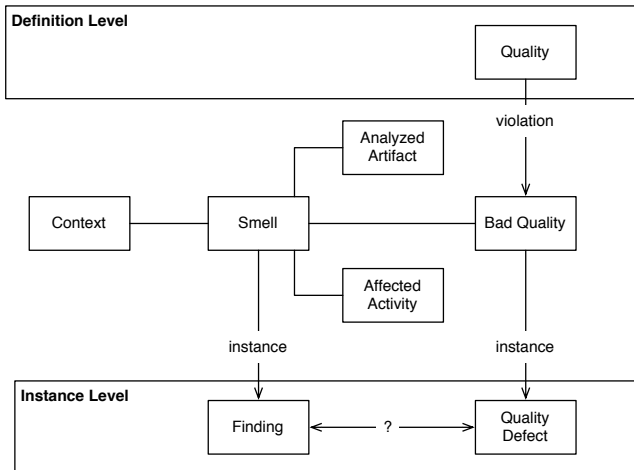 Definition Level
Quality
violation
Analyzed
Artifact
Context
Smell
Bad Quality
Affected
Activity
instance
instance
Instance Level
Finding
?
Quality
Defect